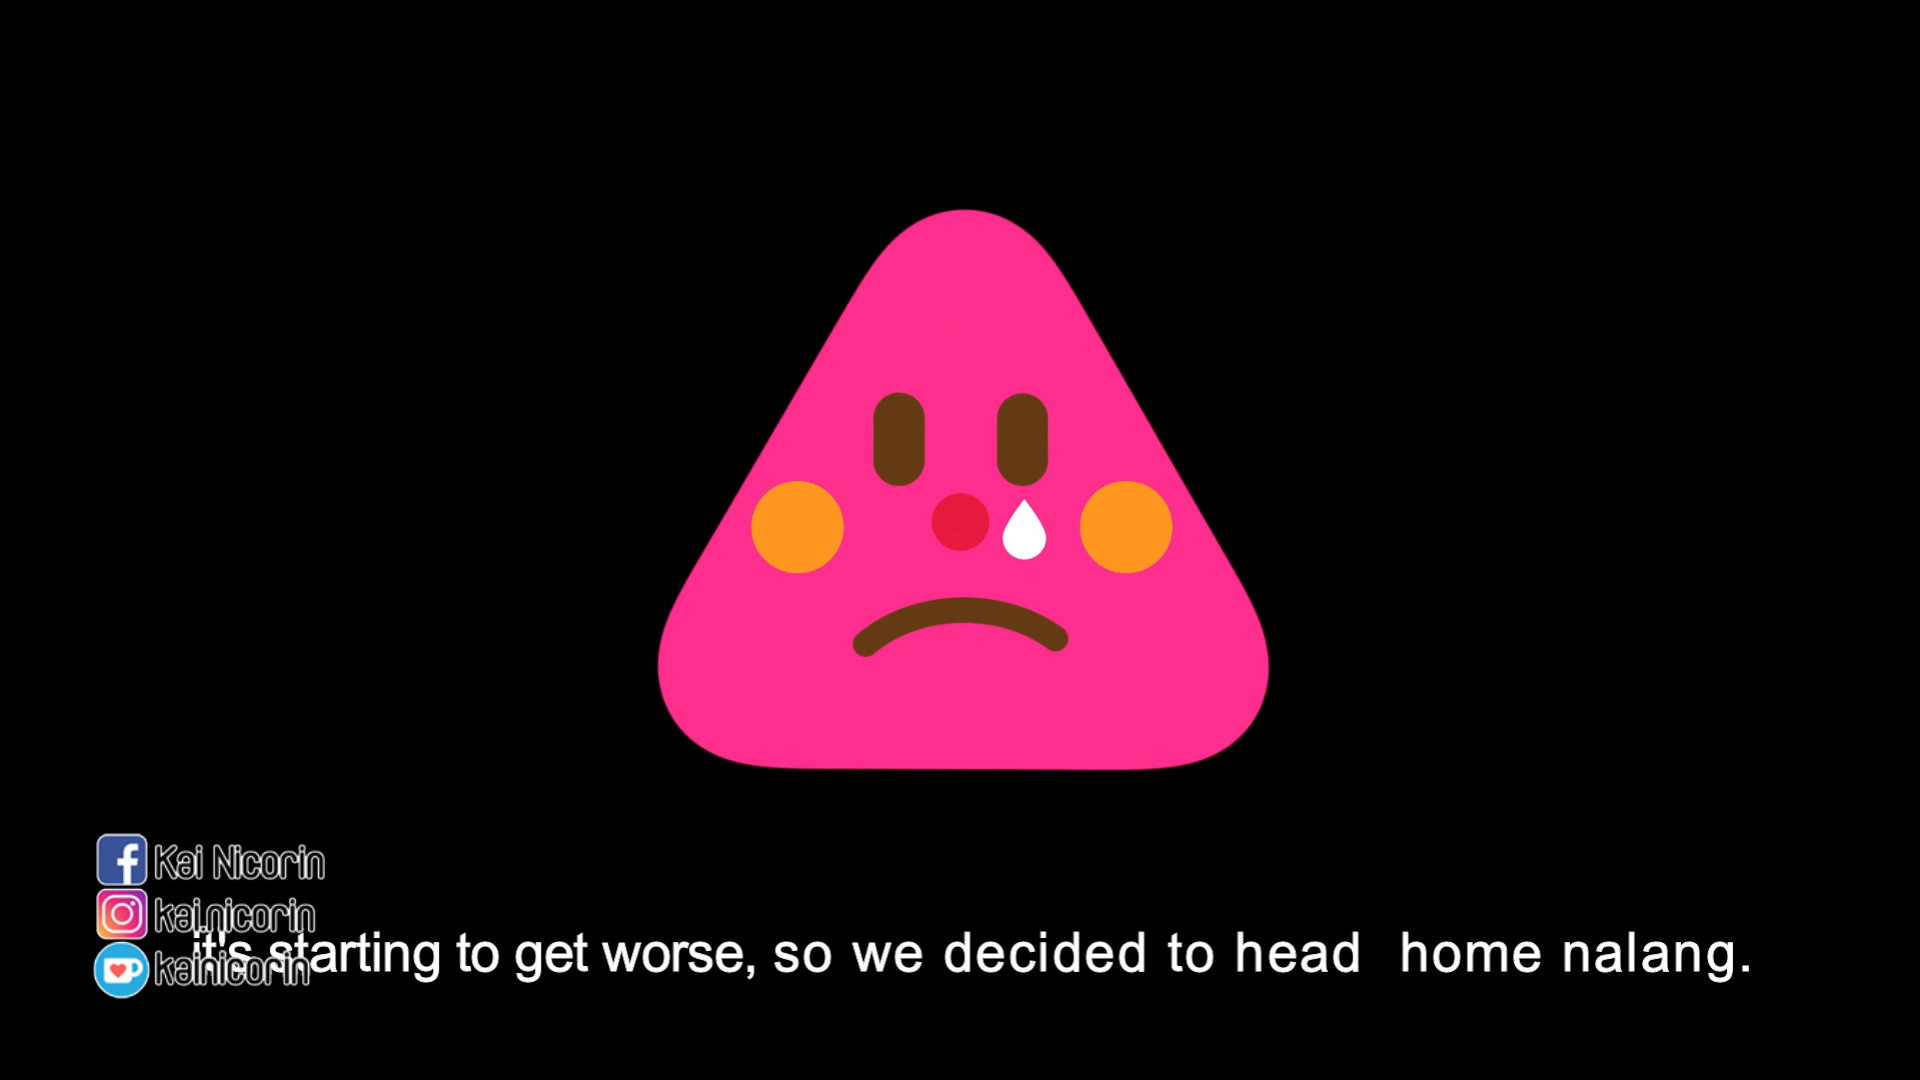 Kai Nicorin
kai.nicorin
kainicorin
it's starting to get worse, so we decided to head home nalang.